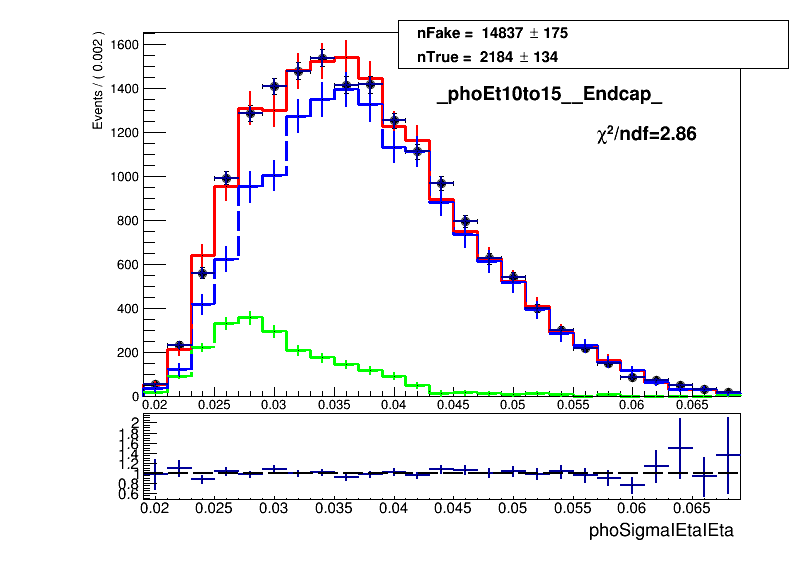 nFake = 14837 ± 175
nTrue = 2184 ± 134
_phoEt10to15__Endcap_
χ²/ndf=2.86
Events / ( 0.002 )
1600
1400
1200
1000
800
600
400
200
0
0.02 0.025 0.03 0.035 0.04 0.045 0.05 0.055 0.06 0.065
2
1.8
1.6
1.4
1.2
1
0.8
0.6
0.02 0.025 0.03 0.035 0.04 0.045 0.05 0.055 0.06 0.065
phoSigmaIEtaIEta